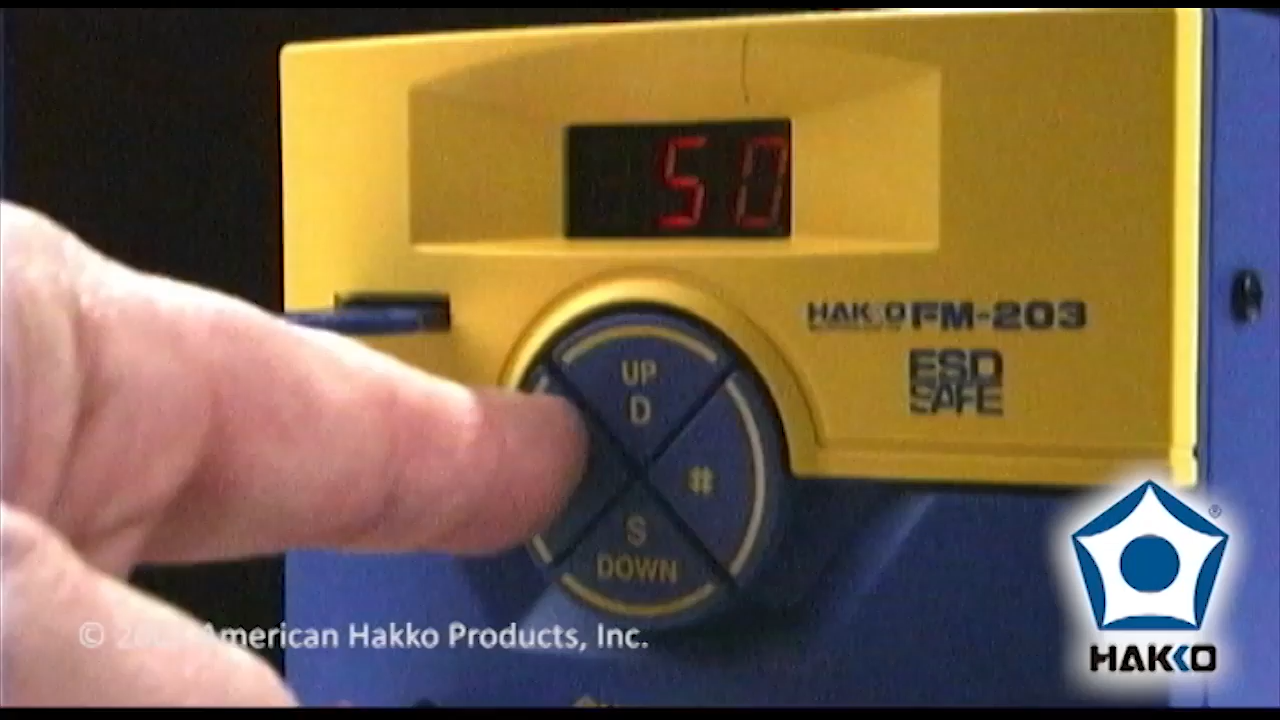 50
HAKKO FM-203
ESD
SAFE
UP
D
#
S
DOWN
American Hakko Products, Inc.
®
HAKKO